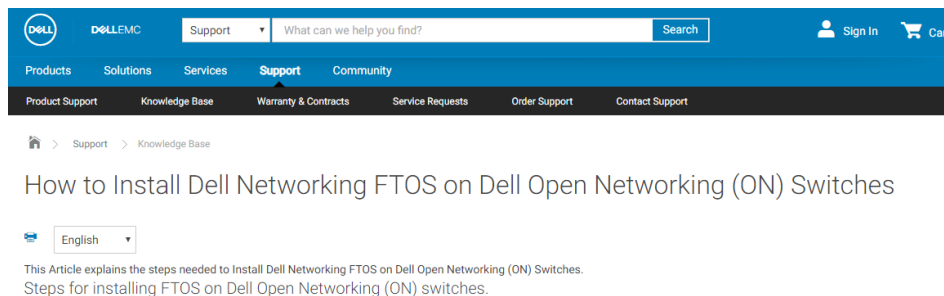 DELL DELLEMC Support What can we help you find? Search Sign In
Products Solutions Services Support Community
Product Support Knowledge Base Warranty & Contracts Service Requests Order Support Contact Support
Support Knowledge Base
How to Install Dell Networking FTOS on Dell Open Networking (ON) Switches
English
This Article explains the steps needed to Install Dell Networking FTOS on Dell Open Networking (ON) Switches.
Steps for installing FTOS on Dell Open Networking (ON) switches.